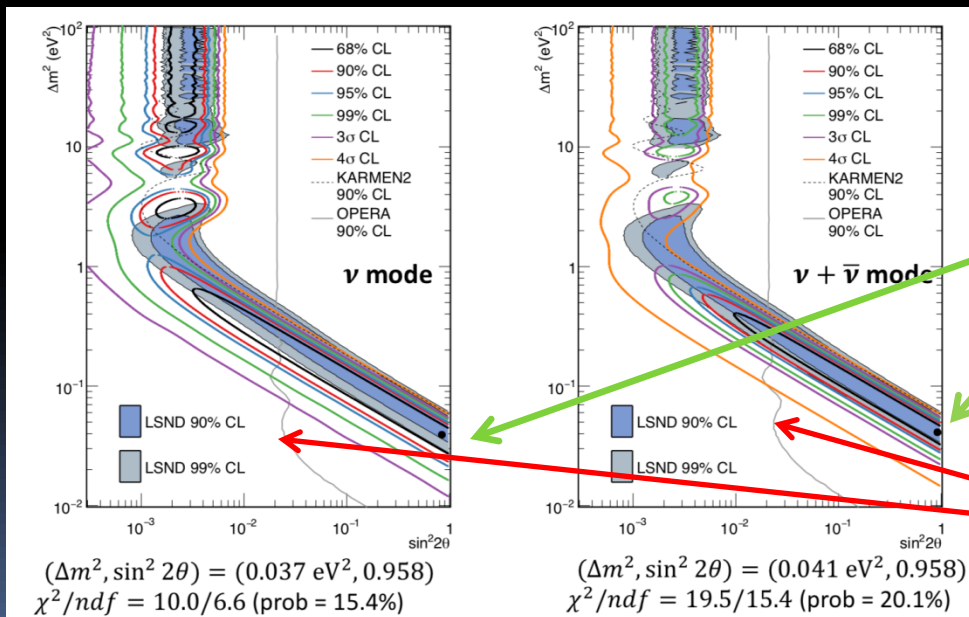 Δm² (eV²)
10²
10
1
10⁻¹
10⁻²
10⁻³
10⁻²
10⁻¹
1
sin²2θ
68% CL
90% CL
95% CL
99% CL
3σ CL
4σ CL
KARMEN2
90% CL
OPERA
90% CL
ν mode
LSND 90% CL
LSND 99% CL
(Δm², sin² 2θ) = (0.037 eV², 0.958)
χ²/ndf = 10.0/6.6 (prob = 15.4%)
Δm² (eV²)
10²
10
1
10⁻¹
10⁻²
10⁻³
10⁻²
10⁻¹
1
sin²2θ
68% CL
90% CL
95% CL
99% CL
3σ CL
4σ CL
KARMEN2
90% CL
OPERA
90% CL
ν + ν̄ mode
LSND 90% CL
LSND 99% CL
(Δm², sin² 2θ) = (0.041 eV², 0.958)
χ²/ndf = 19.5/15.4 (prob = 20.1%)